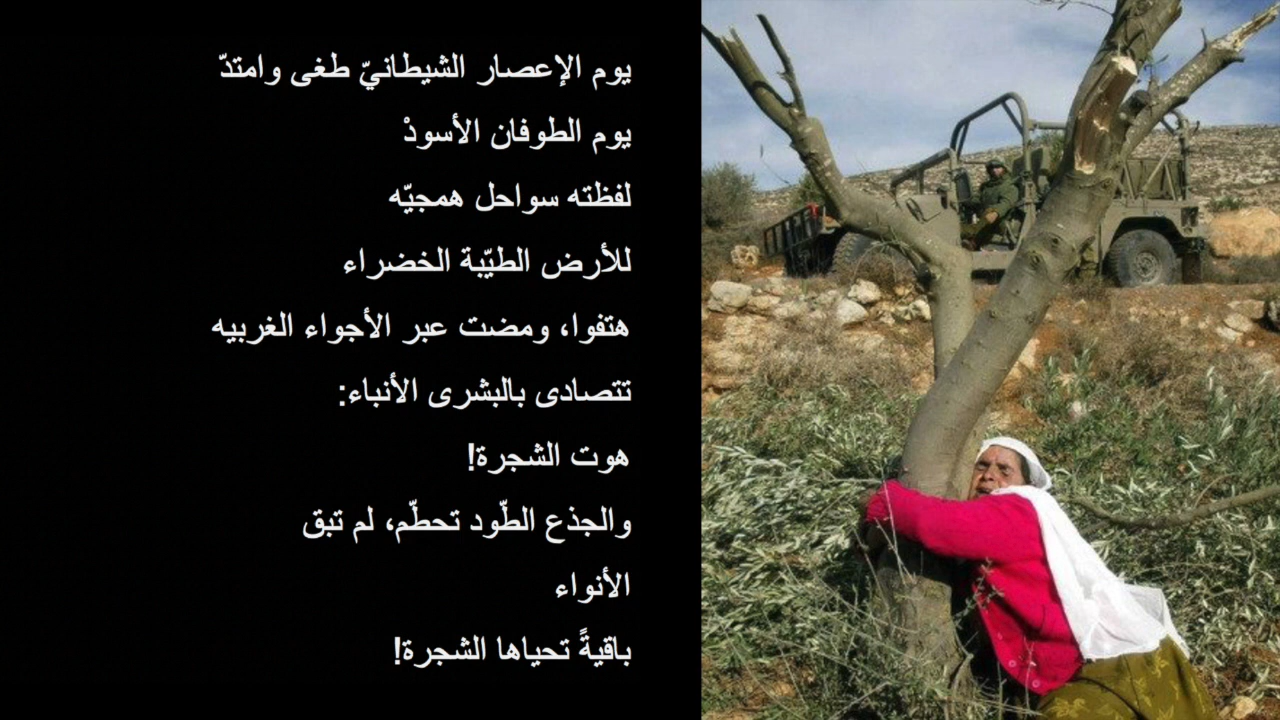 يوم الإعصار الشيطانيّ طغى وامتدّ
يوم الطوفان الأسودْ
لفظته سواحل همجيّه
للأرض الطيّبة الخضراء
هتفوا، ومضت عبر الأجواء الغربيه
تتصادى بالبشرى الأنباء:
هوت الشجرة!
والجذع الطّود تحطّم، لم تبق
الأنواء
باقيةً تحياها الشجرة!